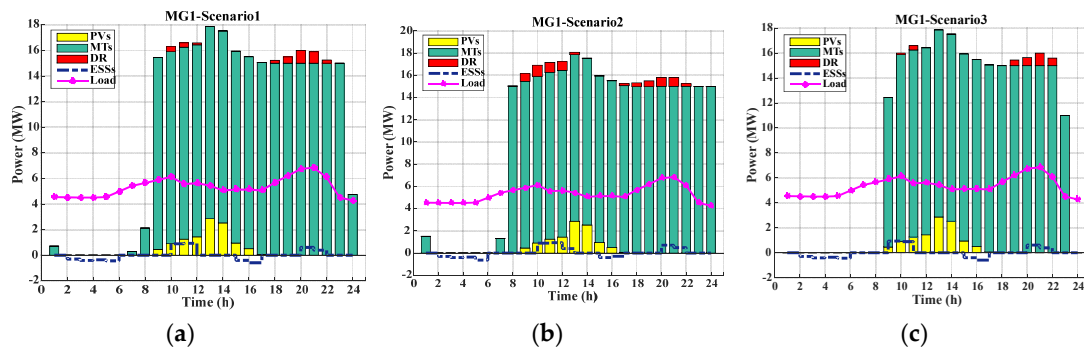 MG1-Scenario1
PVs
MTs
DR
ESSs
Load
Power (MW)
18
16
14
12
10
8
6
4
2
0
-2
0 2 4 6 8 10 12 14 16 18 20 22 24
Time (h)
(a)
MG1-Scenario2
PVs
MTs
DR
ESSs
Load
Power (MW)
20
18
16
14
12
10
8
6
4
2
0
-2
0 2 4 6 8 10 12 14 16 18 20 22 24
Time (h)
(b)
MG1-Scenario3
PVs
MTs
DR
ESSs
Load
Power (MW)
18
16
14
12
10
8
6
4
2
0
-2
0 2 4 6 8 10 12 14 16 18 20 22 24
Time (h)
(c)